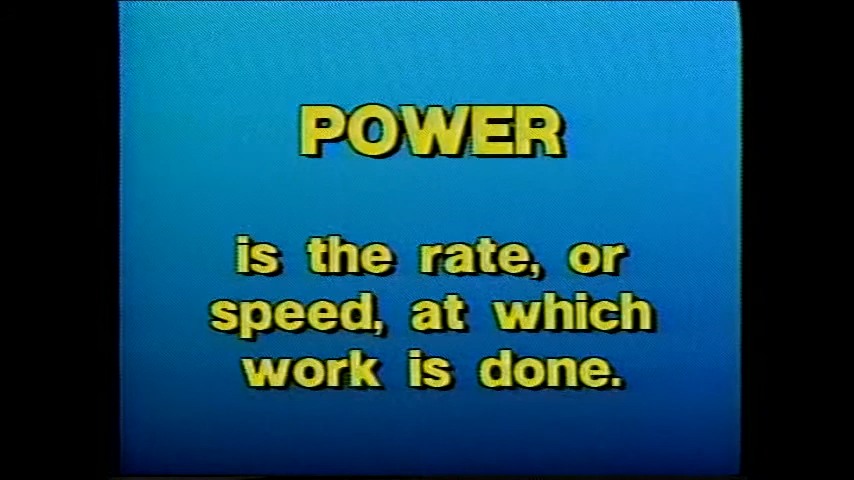 POWER
is the rate, or
speed, at which
work is done.